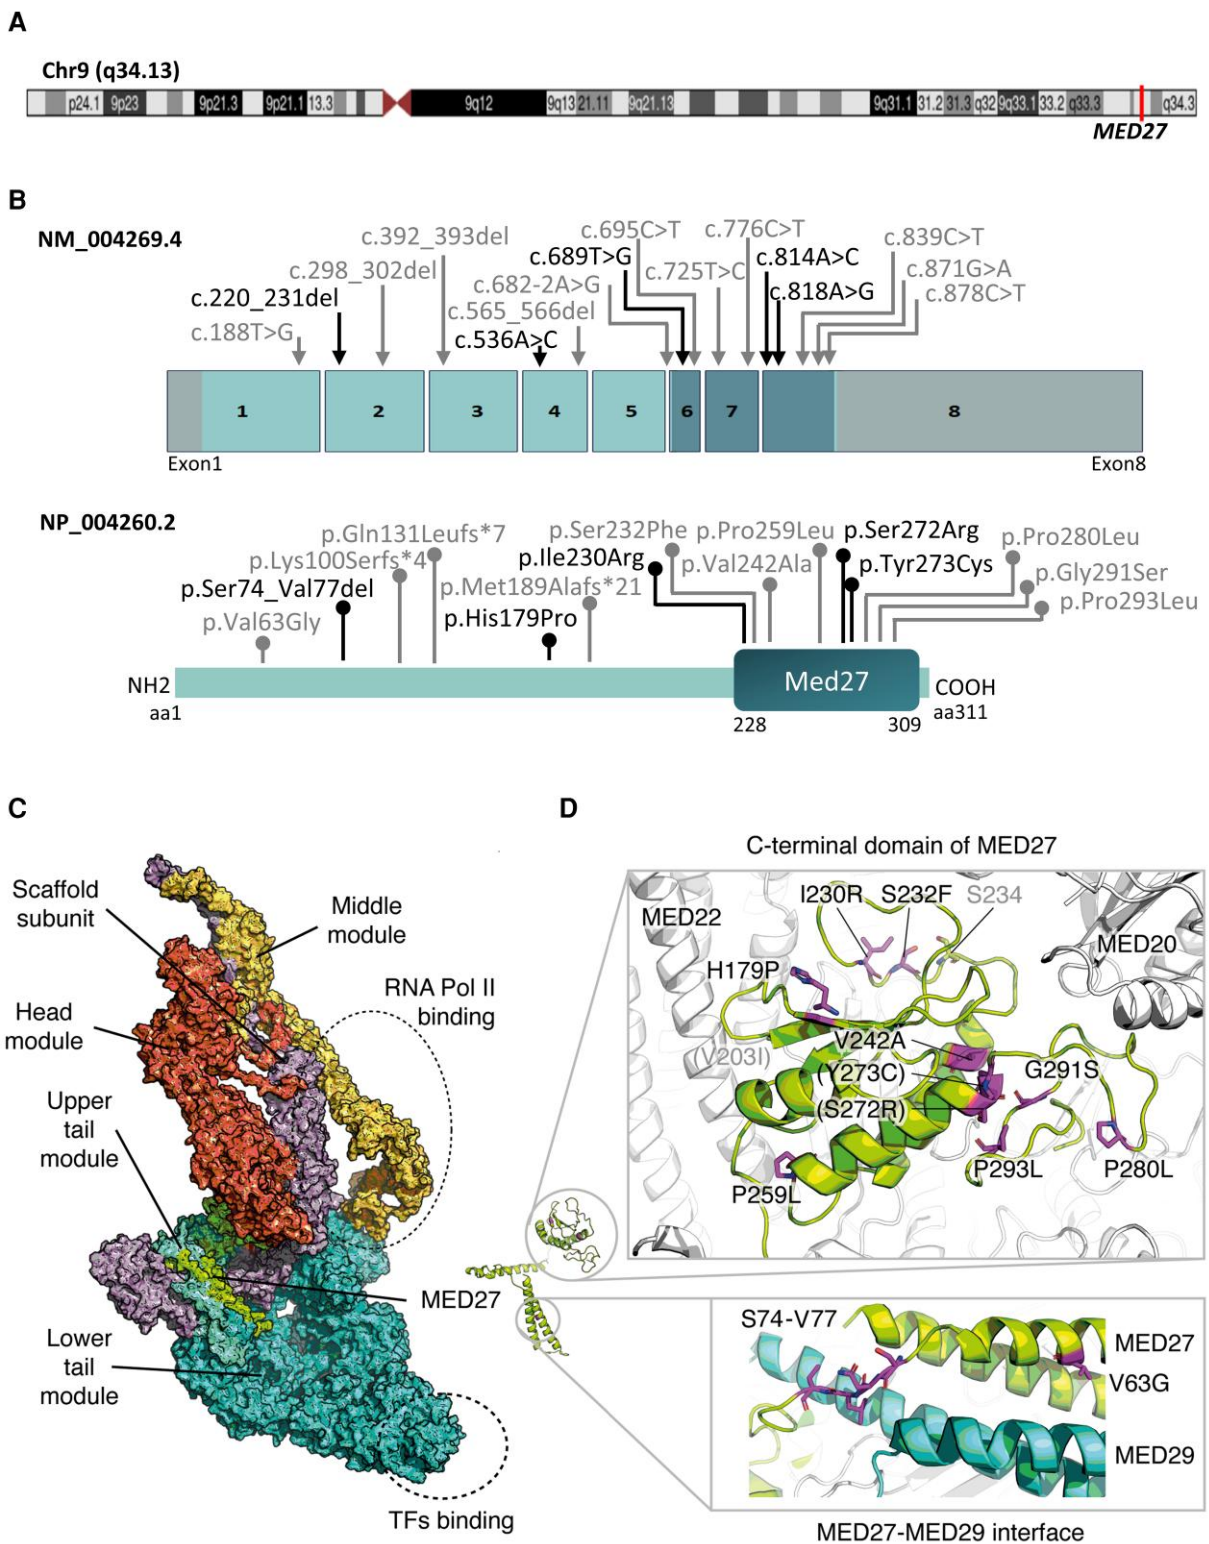 A
Chr9 (q34.13)
p24.1 9p23 9p21.3 9p21.1 13.3 9q12 9q13 21.11 9q21.13 9q31.1 31.2 31.3 q32 9q33.1 33.2 q33.3 q34.3
MED27
B
NM_004269.4
c.188T>G
c.220_231del
c.298_302del
c.392_393del
c.536A>C
c.565_566del
c.682-2A>G
c.689T>G
c.695C>T
c.725T>C
c.776C>T
c.814A>C
c.818A>G
c.839C>T
c.871G>A
c.878C>T
1 2 3 4 5 6 7 8
Exon1 Exon8
NP_004260.2
p.Val63Gly
p.Ser74_Val77del
p.Lys100Serfs*4
p.Gln131Leufs*7
p.His179Pro
p.Met189Alafs*21
p.Ile230Arg
p.Ser232Phe
p.Val242Ala
p.Pro259Leu
p.Ser272Arg
p.Tyr273Cys
p.Pro280Leu
p.Gly291Ser
p.Pro293Leu
NH2
aa1
Med27
COOH
aa311
228 309
C
Scaffold
subunit
Middle
module
RNA Pol II
binding
Head
module
Upper
tail
module
MED27
Lower
tail
module
TFs binding
D
C-terminal domain of MED27
MED22
I230R S232F S234
MED20
H179P
(V203I)
V242A
(Y273C)
(S272R)
G291S
P259L
P293L
P280L
S74-V77
MED27
V63G
MED29
MED27-MED29 interface